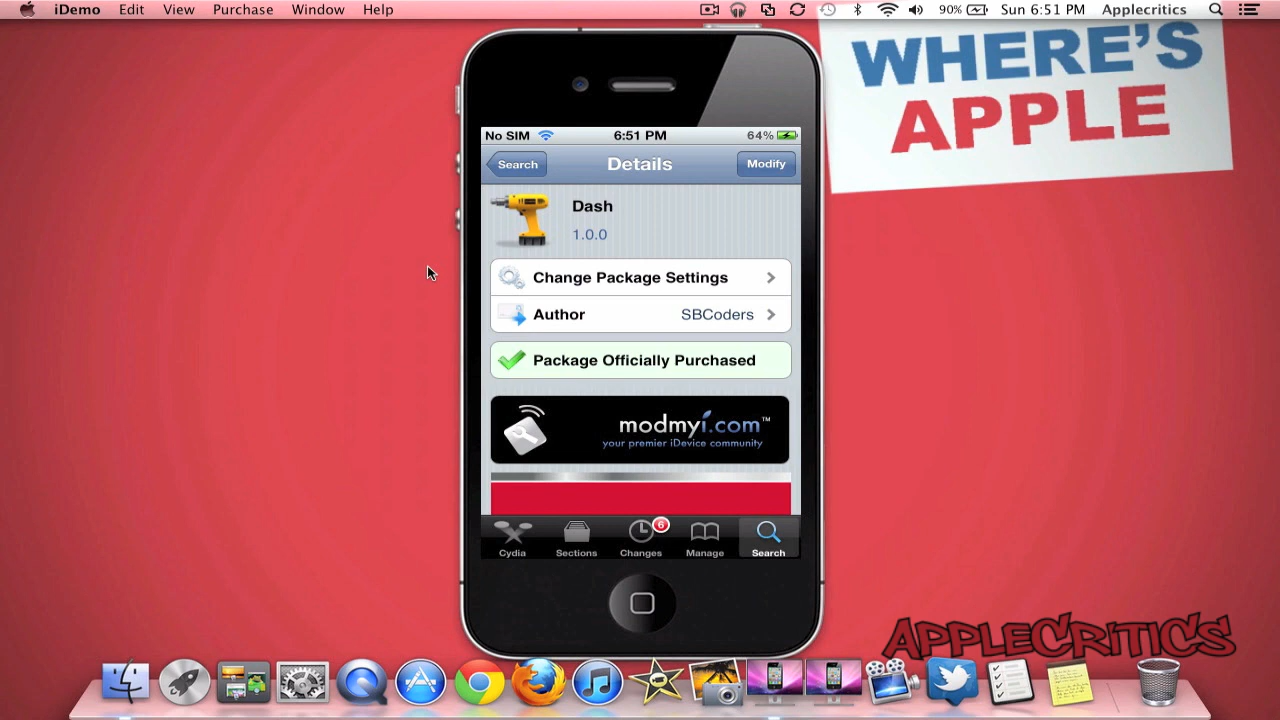 iDemo Edit View Purchase Window Help 90% Sun 6:51 PM Applecritics
WHERE'S
APPLE
No SIM 6:51 PM 64%
Search Details Modify
Dash
1.0.0
Change Package Settings
Author SBCoders
Package Officially Purchased
modmyi.com™
your premier iDevice community
6
Cydia Sections Changes Manage Search
APPLECRITICS